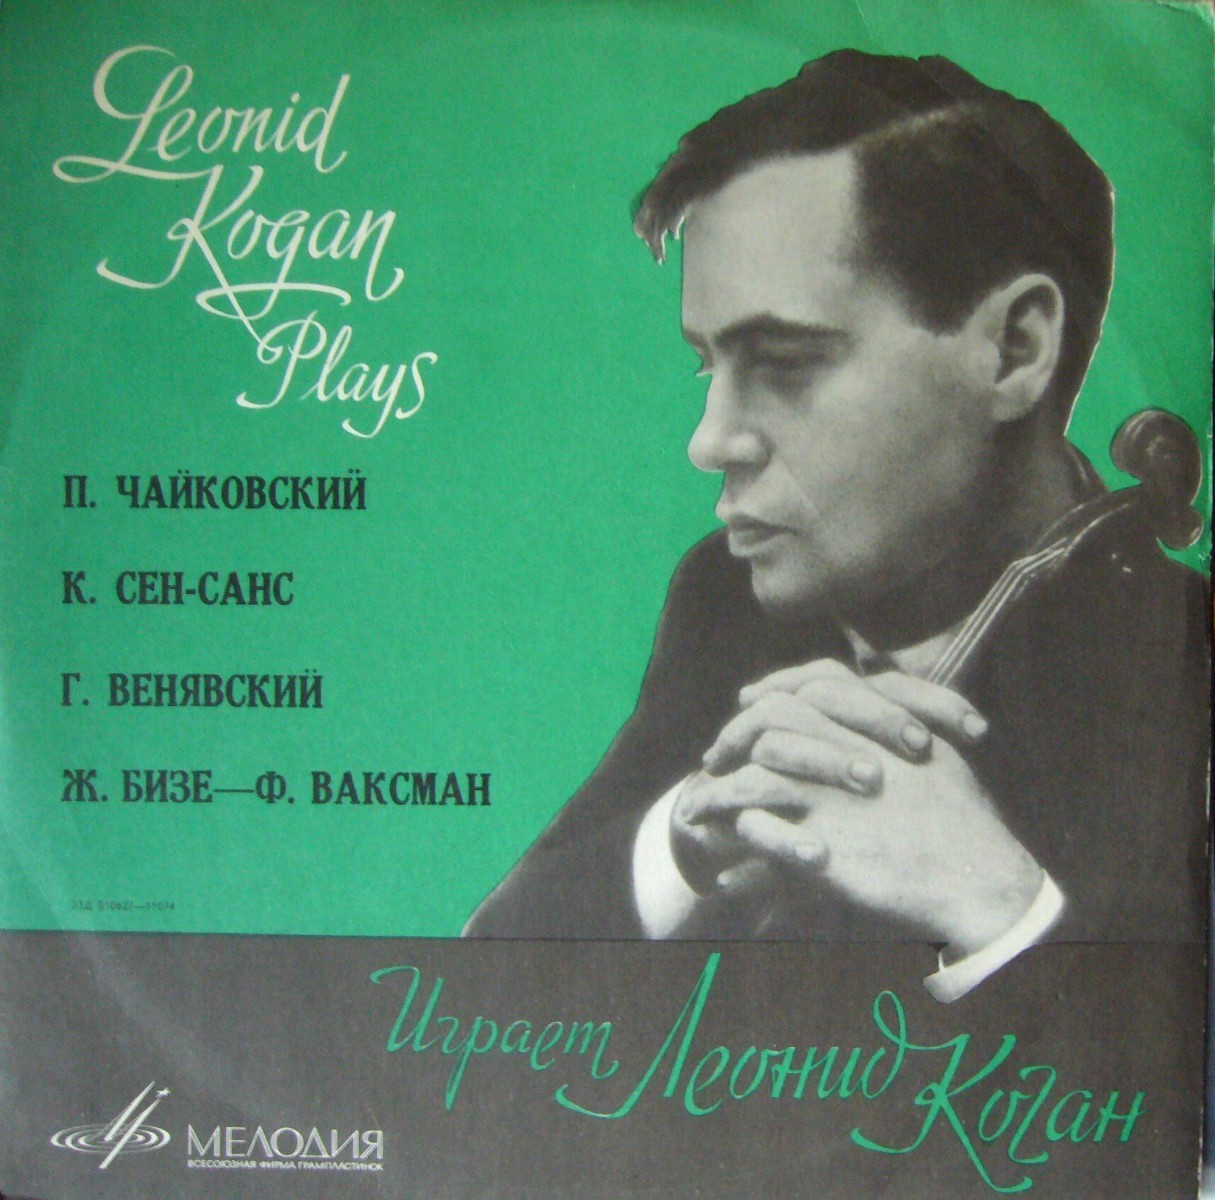 Leonid
Kogan
Plays
П. ЧАЙКОВСКИЙ
К. СЕН-САНС
Г. ВЕНЯВСКИЙ
Ж. БИЗЕ—Ф. ВАКСМАН
Играет Леонид Коган
МЕЛОДИЯ
ВСЕСОЮЗНАЯ ФИРМА ГРАМПЛАСТИНОК